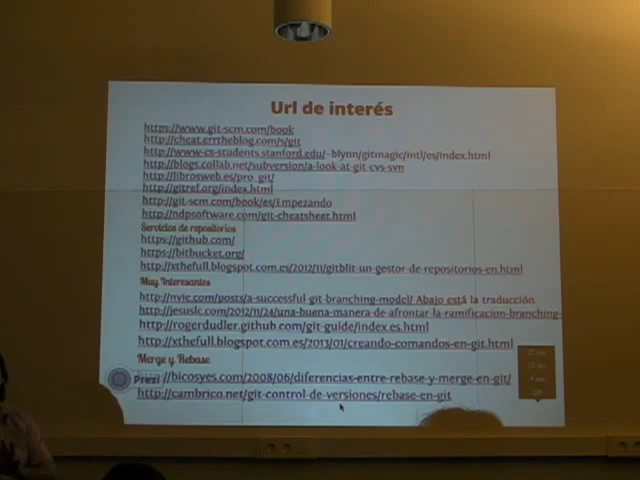 Url de interés
https://www.git-scm.com/book
http://cheat.errtheblog.com/s/git
http://www-cs-students.stanford.edu/~blynn/gitmagic/intl/es/index.html
http://blogs.collab.net/subversion/a-look-at-git-cvs-svn
http://librosweb.es/pro_git/
http://gitref.org/index.html
http://git-scm.com/book/es/Empezando
http://ndpsoftware.com/git-cheatsheet.html
Servicios de repositorios
https://github.com/
https://bitbucket.org/
http://xthefull.blogspot.com.es/2012/11/gitblit-un-gestor-de-repositorios-en.html
Muy Interesantes
http://nvie.com/posts/a-successful-git-branching-model/ Abajo está la traducción
http://jesuslc.com/2012/11/24/una-buena-manera-de-afrontar-la-ramificacion-branching-
http://rogerdudler.github.com/git-guide/index.es.html
http://xthefull.blogspot.com.es/2013/01/creando-comandos-en-git.html
Merge y Rebase
Prezi //bicosyes.com/2008/06/diferencias-entre-rebase-y-merge-en-git/
http://cambrico.net/git-control-de-versiones/rebase-en-git